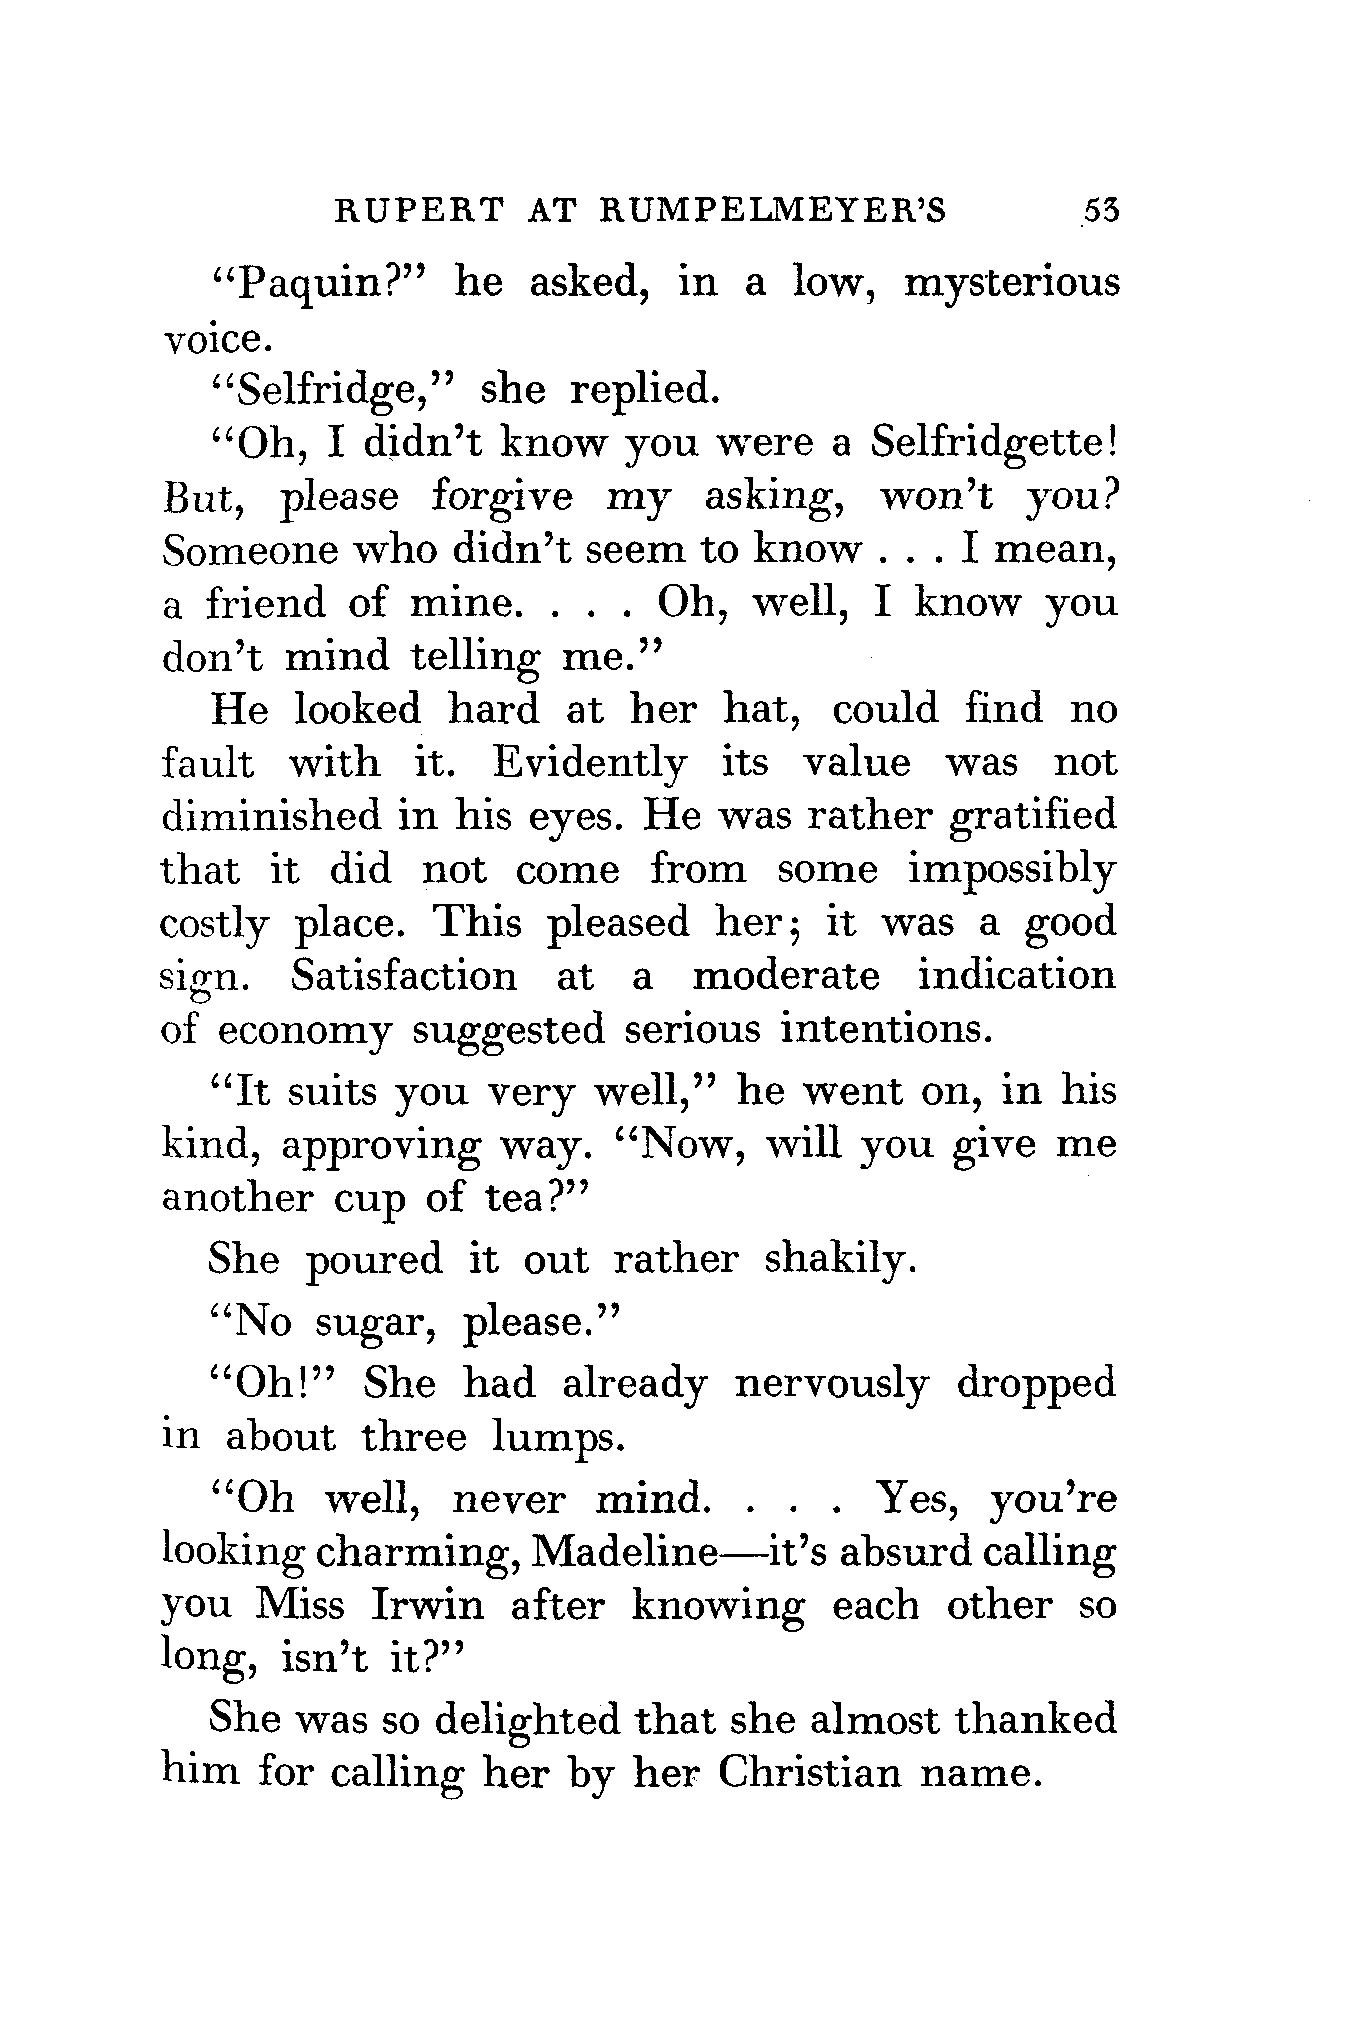 RUPERT AT RUMPELMEYER'S 53
"Paquin?" he asked, in a low, mysterious
voice.
"Selfridge," she replied.
"Oh, I didn't know you were a Selfridgette!
But, please forgive my asking, won't you?
Someone who didn't seem to know . . . I mean,
a friend of mine. . . . Oh, well, I know you
don't mind telling me."
He looked hard at her hat, could find no
fault with it. Evidently its value was not
diminished in his eyes. He was rather gratified
that it did not come from some impossibly
costly place. This pleased her; it was a good
sign. Satisfaction at a moderate indication
of economy suggested serious intentions.
"It suits you very well," he went on, in his
kind, approving way. "Now, will you give me
another cup of tea?"
She poured it out rather shakily.
"No sugar, please."
"Oh!" She had already nervously dropped
in about three lumps.
"Oh well, never mind. . . . Yes, you're
looking charming, Madeline—it's absurd calling
you Miss Irwin after knowing each other so
long, isn't it?"
She was so delighted that she almost thanked
him for calling her by her Christian name.